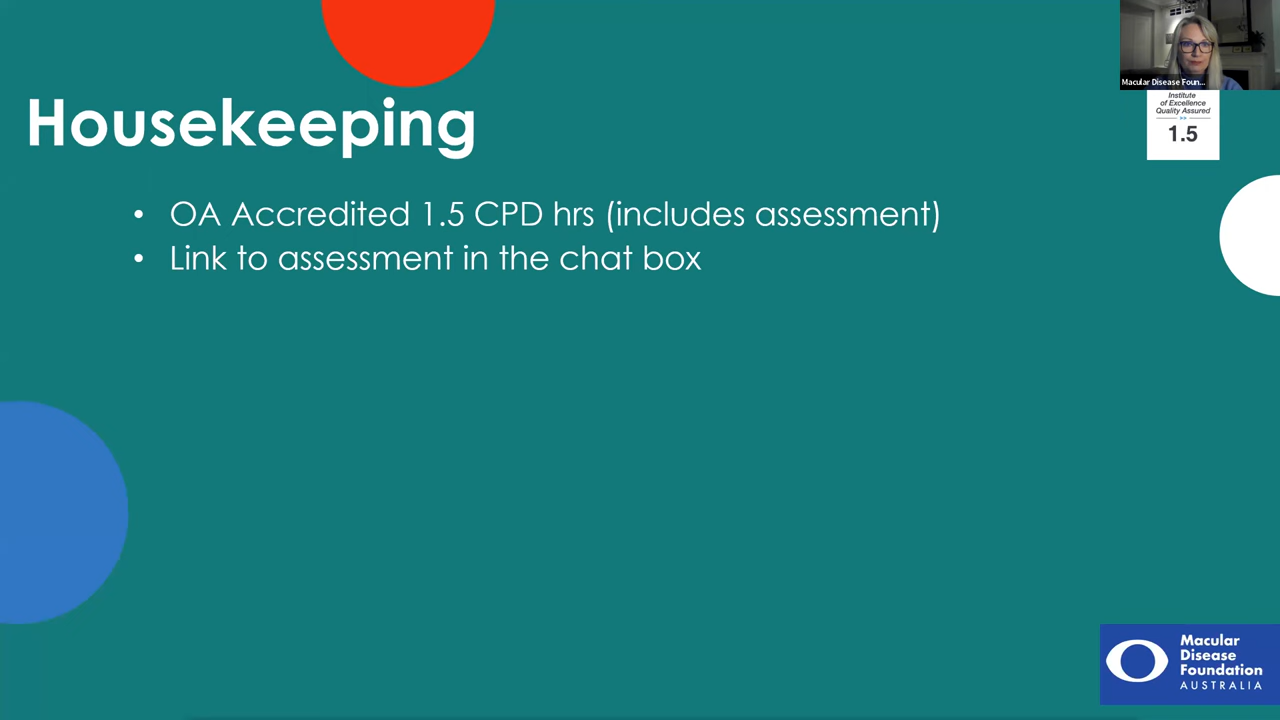 Macular Disease Foun...
Institute
of Excellence
Quality Assured
>>
1.5
Housekeeping
• OA Accredited 1.5 CPD hrs (includes assessment)
• Link to assessment in the chat box
Macular
Disease
Foundation
AUSTRALIA